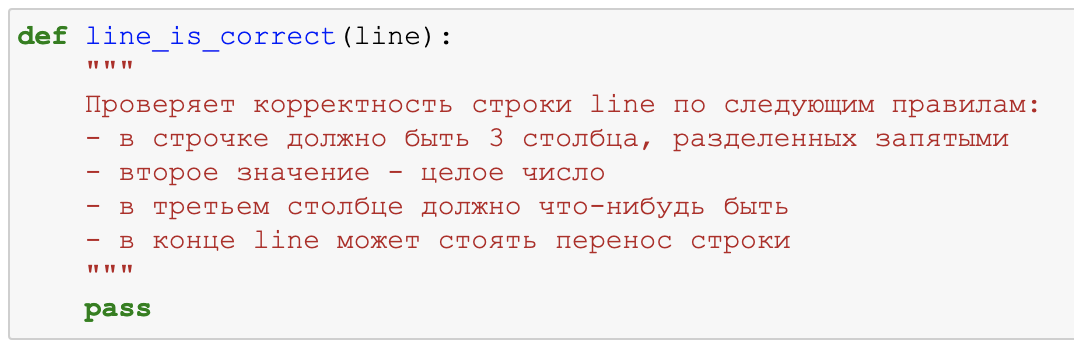 def line_is_correct(line):
    """
    Проверяет корректность строки line по следующим правилам:
    - в строчке должно быть 3 столбца, разделенных запятыми
    - второе значение - целое число
    - в третьем столбце должно что-нибудь быть
    - в конце line может стоять перенос строки
    """
    pass